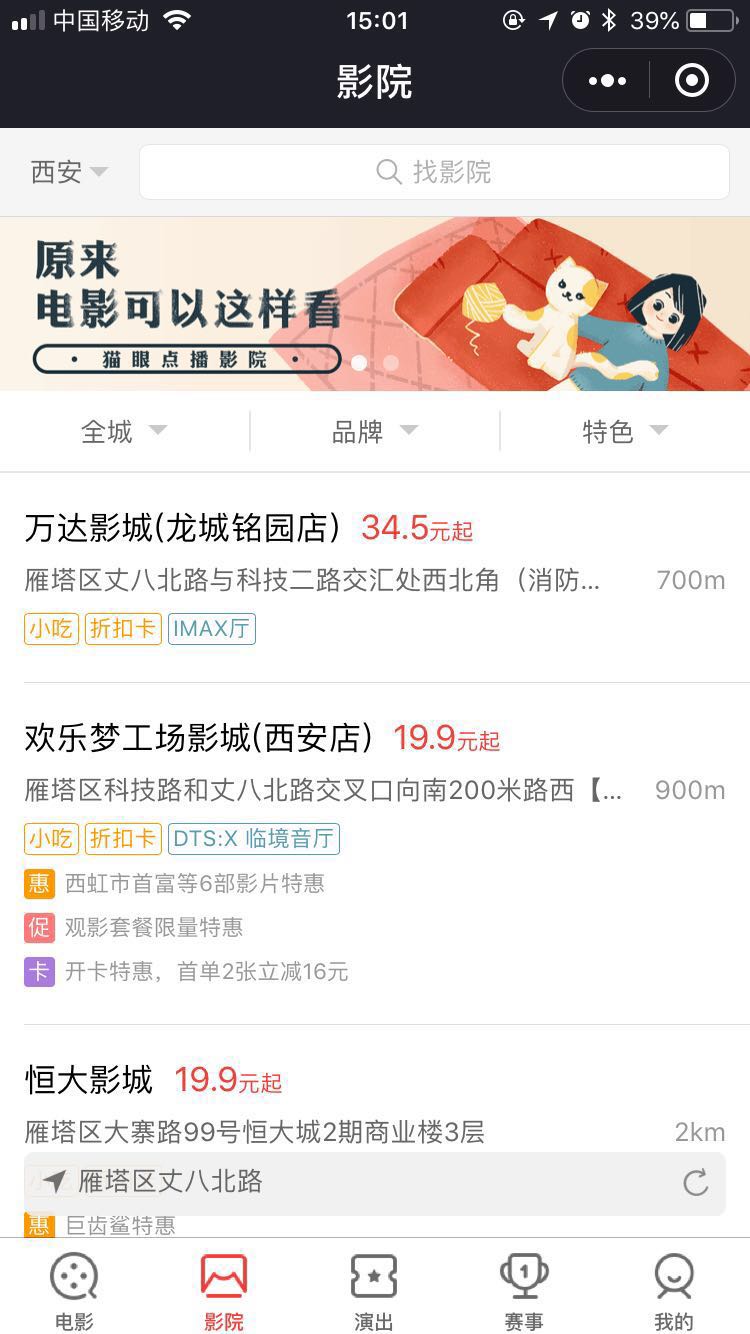 中国移动 15:01 39%
影院
西安 找影院
原来
电影可以这样看
·猫眼点播影院·
全城 品牌 特色
万达影城(龙城铭园店) 34.5元起
雁塔区丈八北路与科技二路交汇处西北角（消防... 700m
小吃 折扣卡 IMAX厅
欢乐梦工场影城(西安店) 19.9元起
雁塔区科技路和丈八北路交叉口向南200米路西【... 900m
小吃 折扣卡 DTS:X 临境音厅
惠 西虹市首富等6部影片特惠
促 观影套餐限量特惠
卡 开卡特惠，首单2张立减16元
恒大影城 19.9元起
雁塔区大寨路99号恒大城2期商业楼3层 2km
雁塔区丈八北路
惠 巨齿鲨特惠
电影 影院 演出 赛事 我的